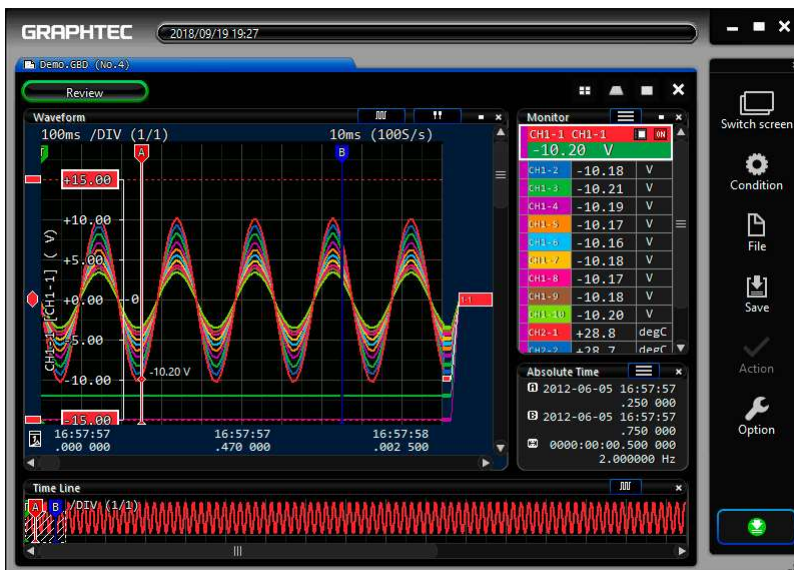 GRAPHTEC
2018/09/19 19:27
Demo.GBD (No.4)
Review
Waveform
100ms /DIV (1/1)
10ms (100S/s)
A
B
+15.00
+10.00
+5.00
+0.00
-0
-5.00
-10.00
-15.00
CH1-1 [CH1-1] ( V)
-10.20 V
1-1
16:57:57 16:57:57 16:57:58
.000 000 .470 000 .002 500
Monitor
CH1-1 CH1-1 ON
-10.20 V
CH1-2 -10.18 V
CH1-3 -10.21 V
CH1-4 -10.19 V
CH1-5 -10.17 V
CH1-6 -10.16 V
CH1-7 -10.18 V
CH1-8 -10.17 V
CH1-9 -10.18 V
CH1-10 -10.20 V
CH2-1 +28.8 degC
CH2-2 +28.7 degC
Absolute Time
A 2012-06-05 16:57:57
.250 000
B 2012-06-05 16:57:57
.750 000
0000:00:00.500 000
2.000000 Hz
Time Line
A B /DIV (1/1)
Switch screen
Condition
File
Save
Action
Option